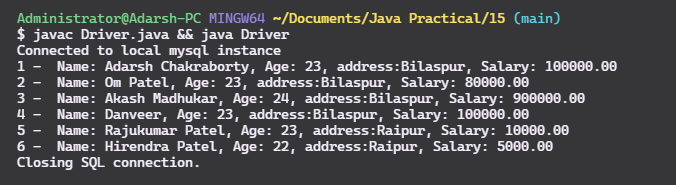 Administrator@Adarsh-PC MINGW64 ~/Documents/Java Practical/15 (main)
$ javac Driver.java && java Driver
Connected to local mysql instance
1 -  Name: Adarsh Chakraborty, Age: 23, address:Bilaspur, Salary: 100000.00
2 -  Name: Om Patel, Age: 23, address:Bilaspur, Salary: 80000.00
3 -  Name: Akash Madhukar, Age: 24, address:Bilaspur, Salary: 900000.00
4 -  Name: Danveer, Age: 23, address:Bilaspur, Salary: 100000.00
5 -  Name: Rajukumar Patel, Age: 23, address:Raipur, Salary: 10000.00
6 -  Name: Hirendra Patel, Age: 22, address:Raipur, Salary: 5000.00
Closing SQL connection.